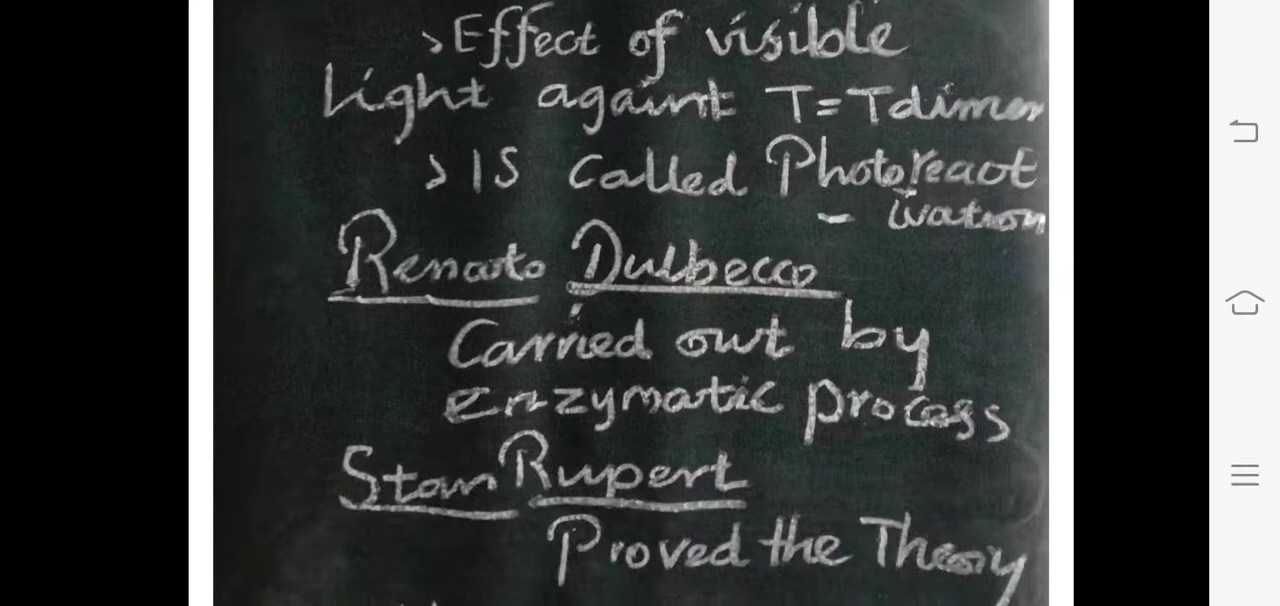 > Effect of visible
light against T=T dimer
> IS called Photoreact
- ivation
Renato Dulbecco
Carried out by
enzymatic process
Stan Rupert
Proved the Theory